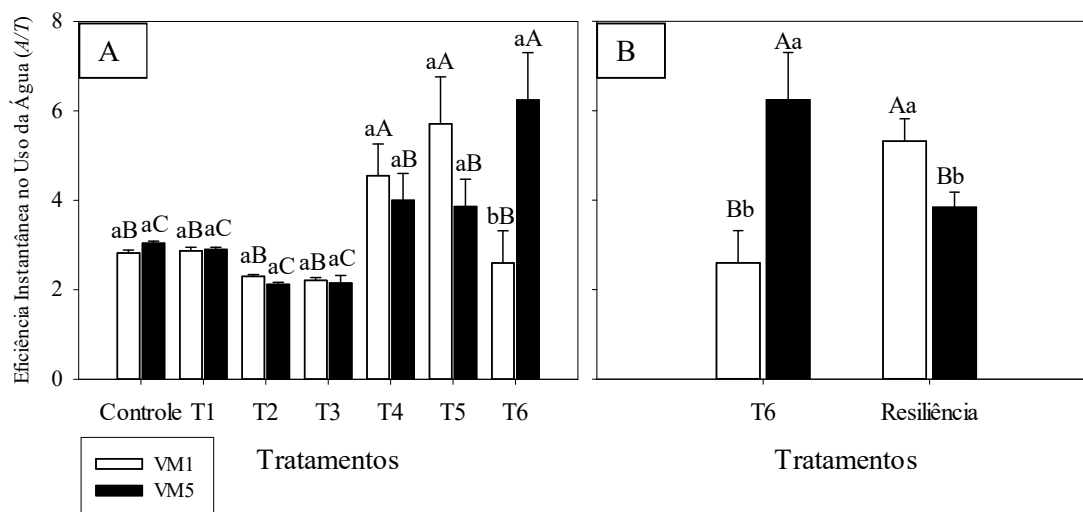 Eficiência Instantânea no Uso da Água (A/T)
8
6
4
2
0
A
aB aC aB aC aB aC aB aC aA aB aA aB bB aA
Controle T1 T2 T3 T4 T5 T6
Tratamentos
VM1
VM5
B
Bb Aa Aa Bb
T6 Resiliência
Tratamentos